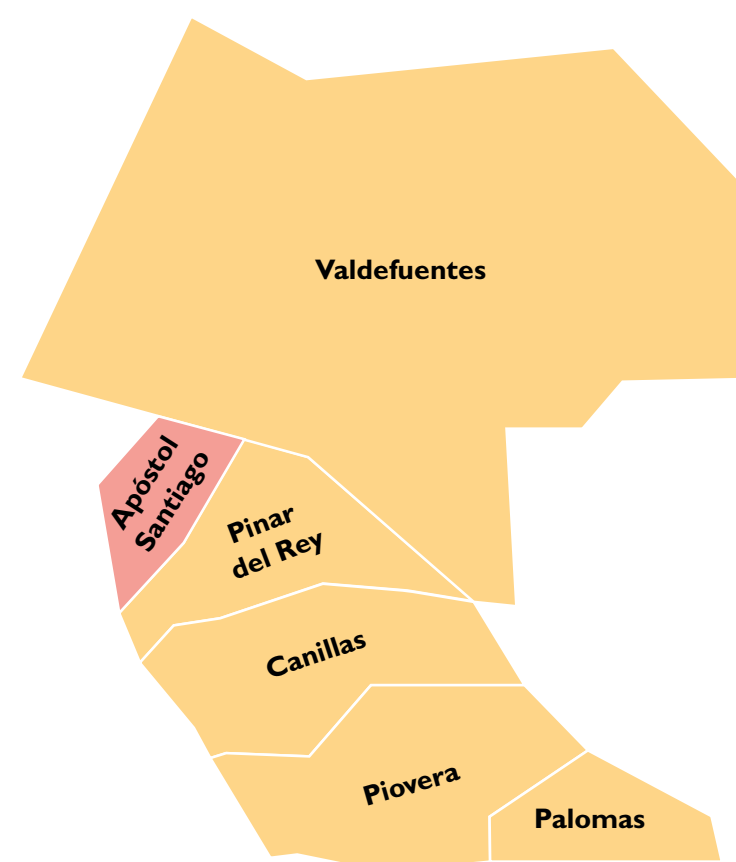 Valdefuentes
Apóstol
Santiago
Pinar
del Rey
Canillas
Piovera
Palomas